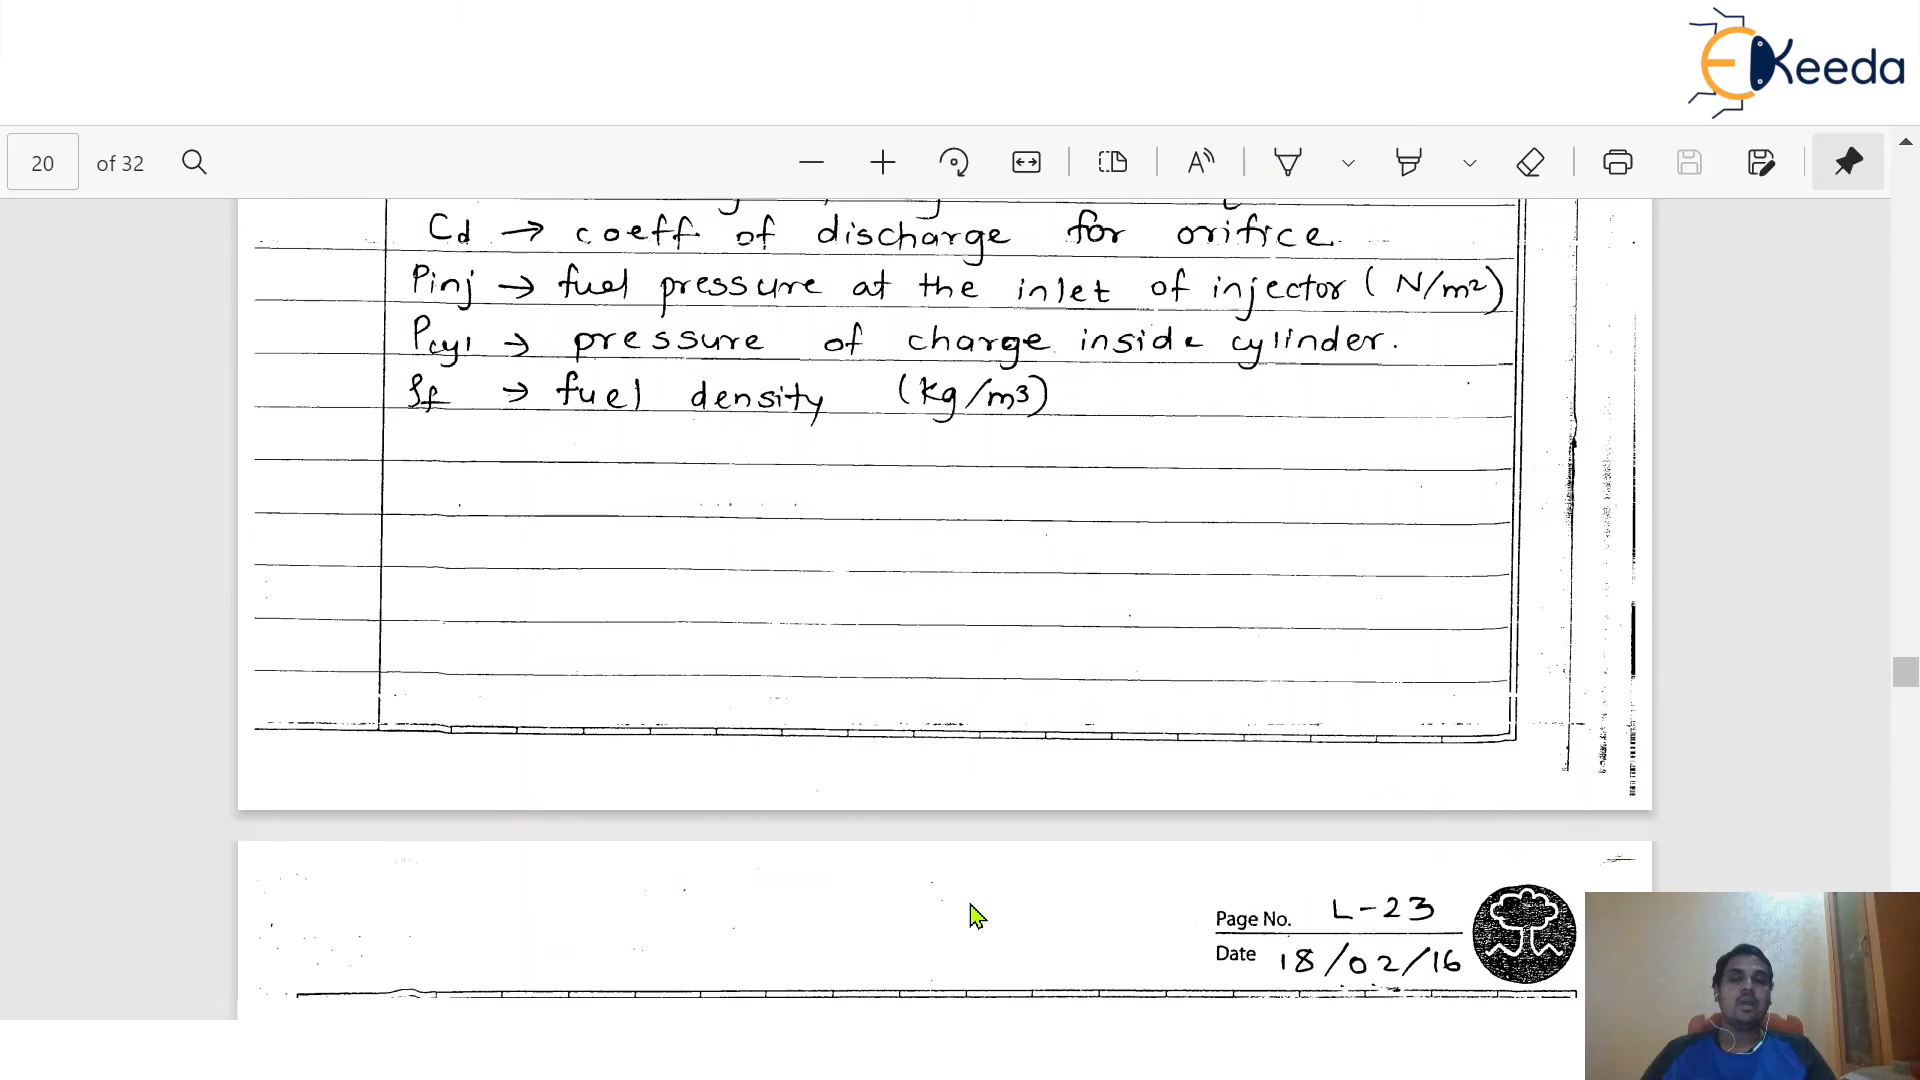 EKeeda
20 of 32
Cd → coeff. of discharge for orifice.
Pinj → fuel pressure at the inlet of injector ( N/m²)
Pcyl → pressure of charge inside cylinder.
ρf → fuel density (kg/m3)
Page No. L-23
Date 18/02/16